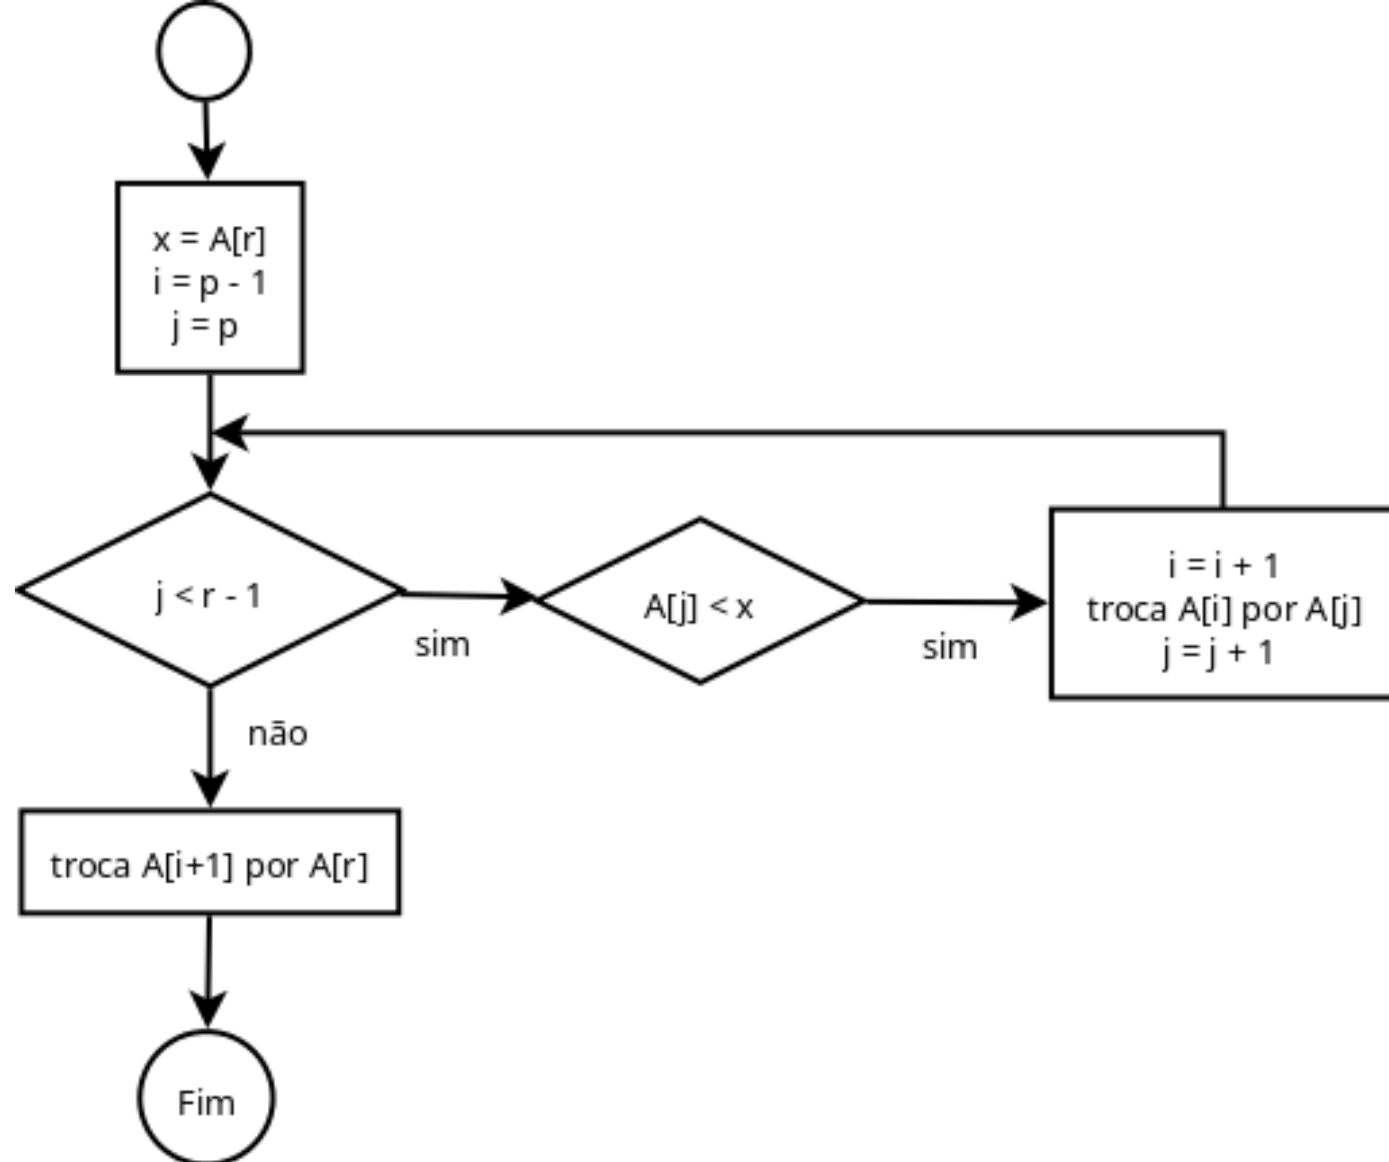 x = A[r]
i = p - 1
j = p
j < r - 1
sim
A[j] < x
sim
i = i + 1
troca A[i] por A[j]
j = j + 1
não
troca A[i+1] por A[r]
Fim